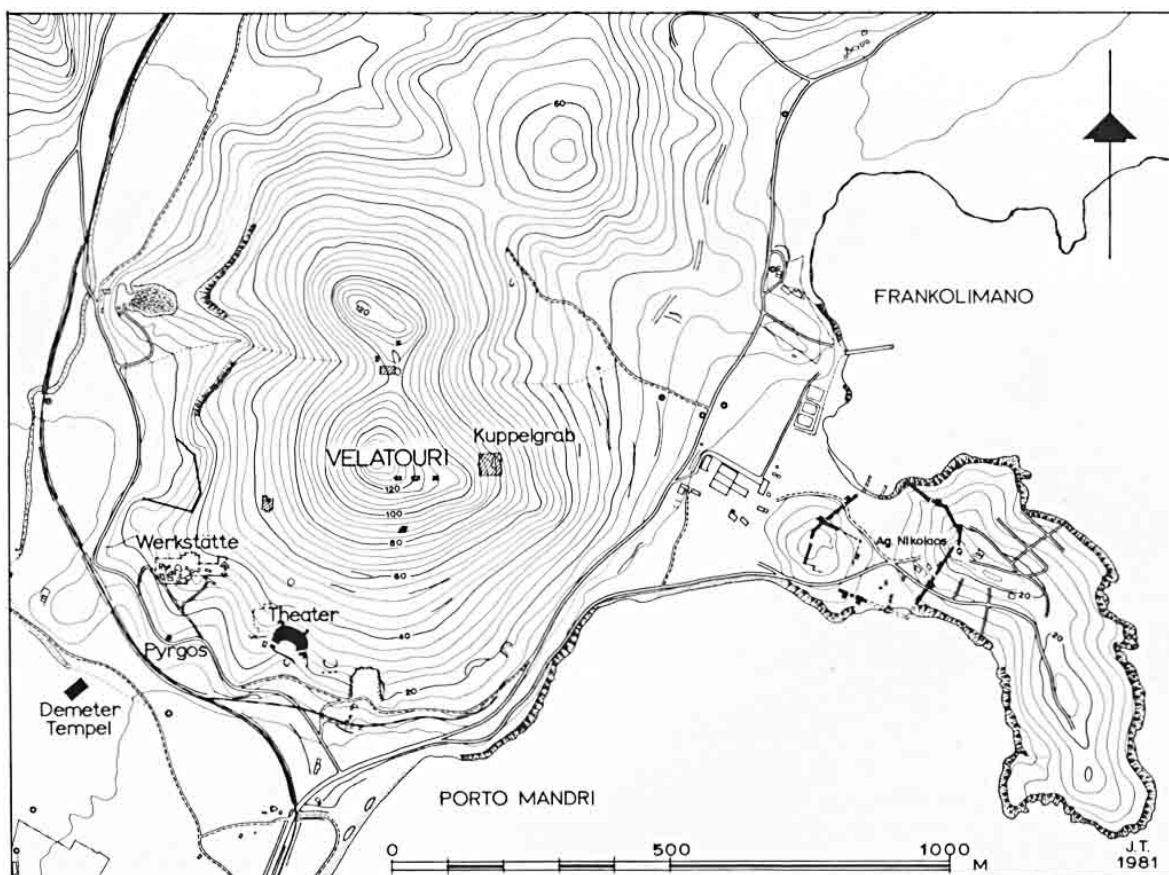 60
FRANKOLIMANO
120
Kuppelgrab
VELATOURI
120
100
80
Werkstätte
60
Ag. Nikolaos
20
Theater
40
20
Pyrgos
20
Demeter
Tempel
PORTO MANDRI
0 500 1000
M
J.T.
1981